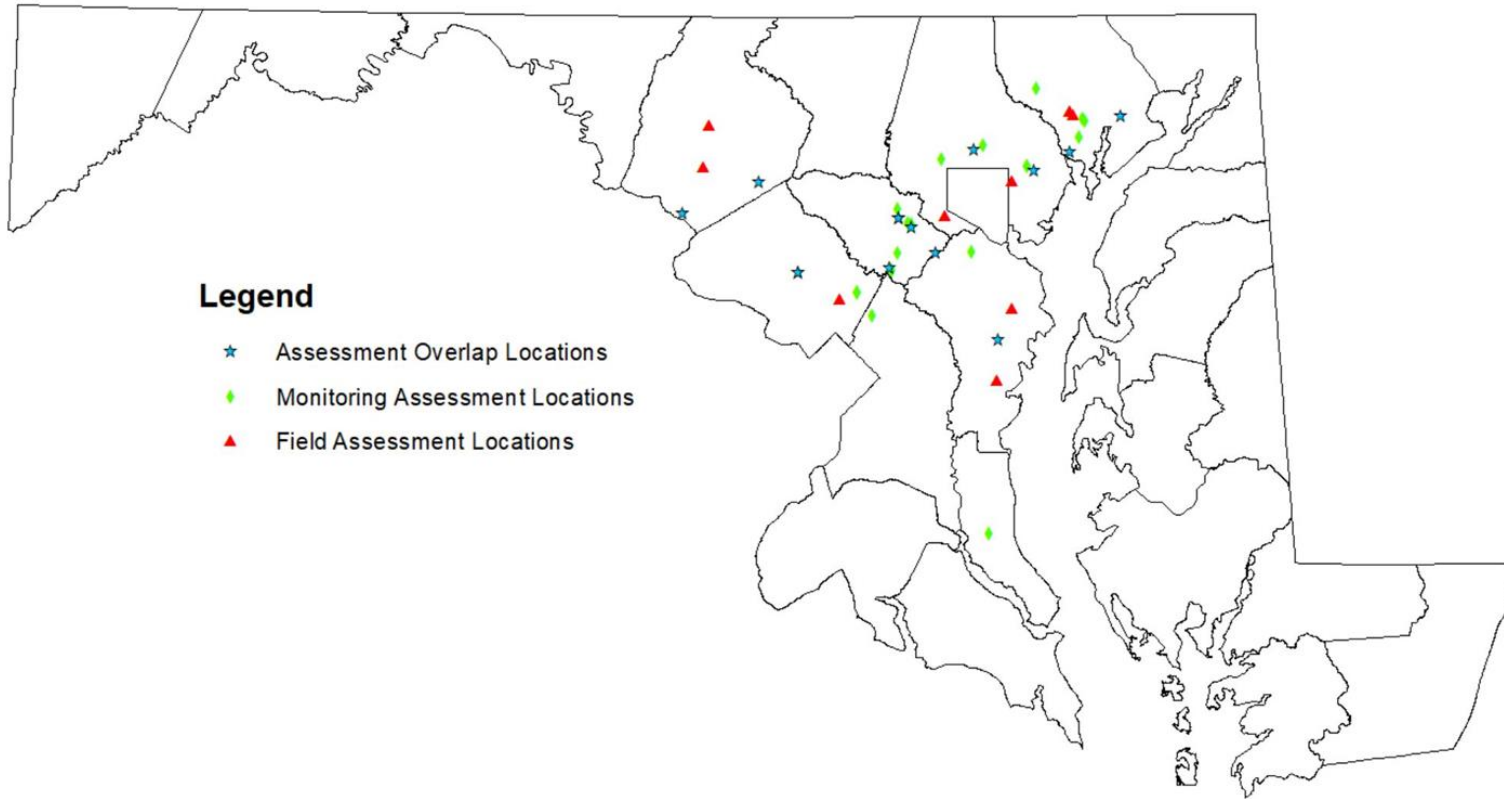 Legend
Assessment Overlap Locations
Monitoring Assessment Locations
Field Assessment Locations